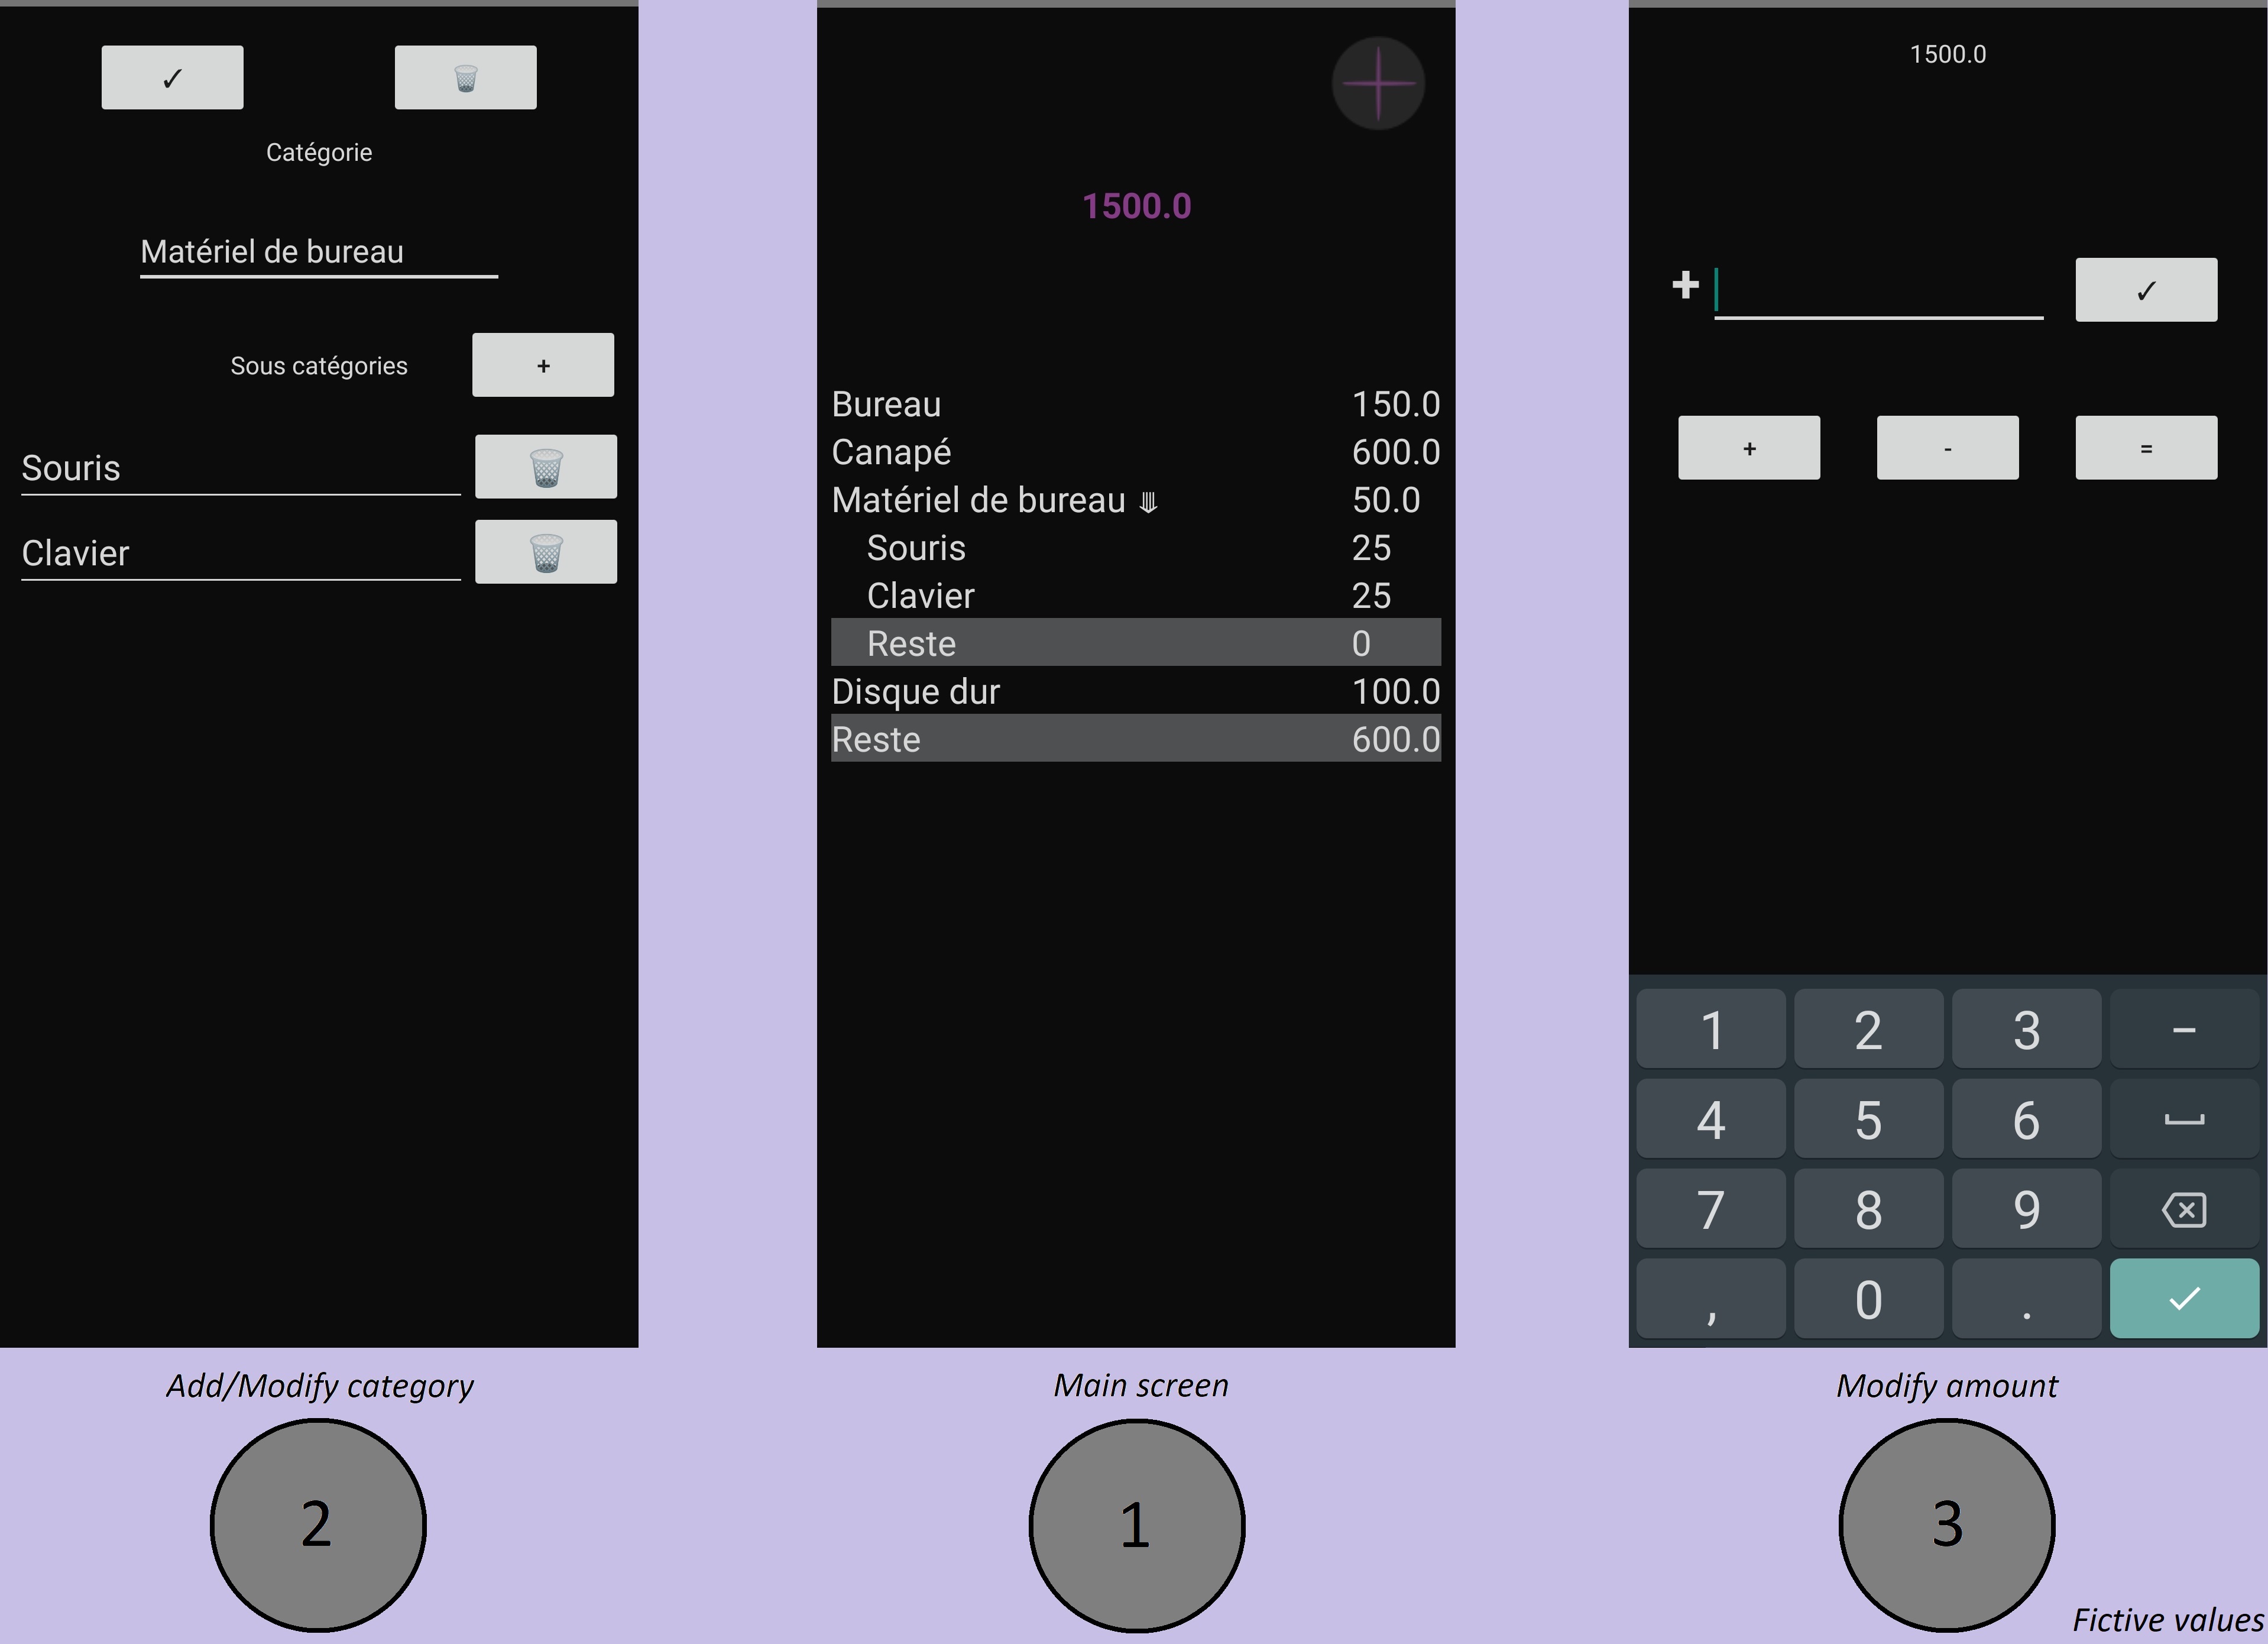 ✓
Catégorie
Matériel de bureau
Sous catégories +
Souris
Clavier
Add/Modify category
2
1500.0
Bureau 150.0
Canapé 600.0
Matériel de bureau ⤋ 50.0
Souris 25
Clavier 25
Reste 0
Disque dur 100.0
Reste 600.0
Main screen
1
1500.0
+ ✓
+ - =
1 2 3 –
4 5 6
7 8 9
, 0 .
Modify amount
3
Fictive values